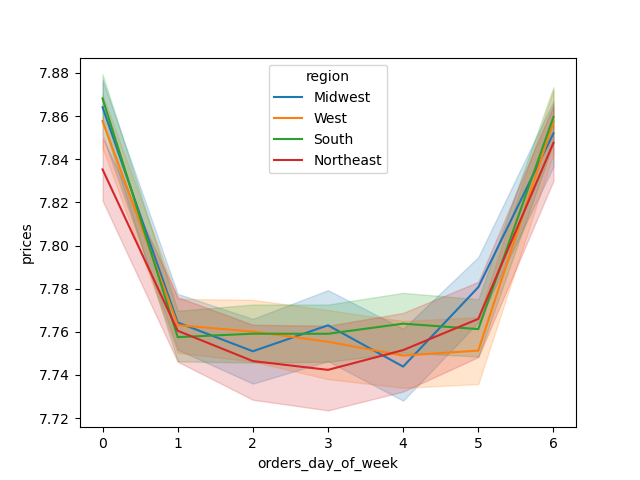 region
Midwest
West
South
Northeast
prices
7.88
7.86
7.84
7.82
7.80
7.78
7.76
7.74
7.72
0 1 2 3 4 5 6
orders_day_of_week